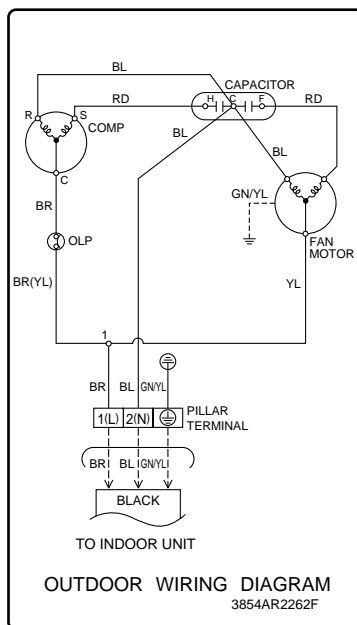 BL
CAPACITOR
R S RD H C F RD
COMP
BL
BL
C
GN/YL
BR
FAN
MOTOR
OLP
YL
BR(YL)
1
BR BL GN/YL
1(L) 2(N) PILLAR
TERMINAL
BR BL GN/YL
BLACK
TO INDOOR UNIT
OUTDOOR WIRING DIAGRAM
3854AR2262F